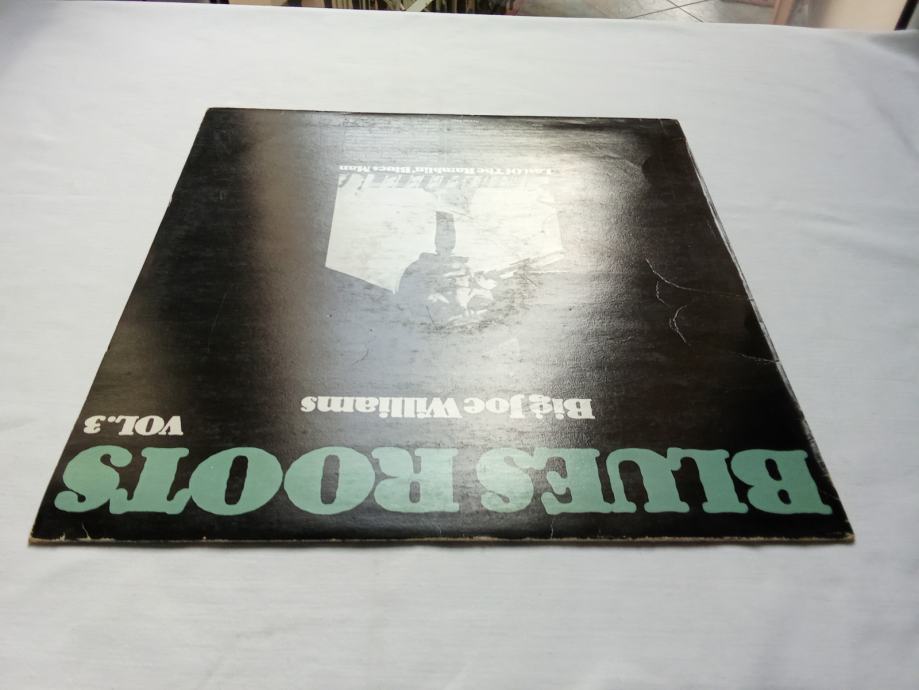 BLUES ROOTS
VOL.3
Big Joe Williams
Last Of The Ramblin' Blues Man